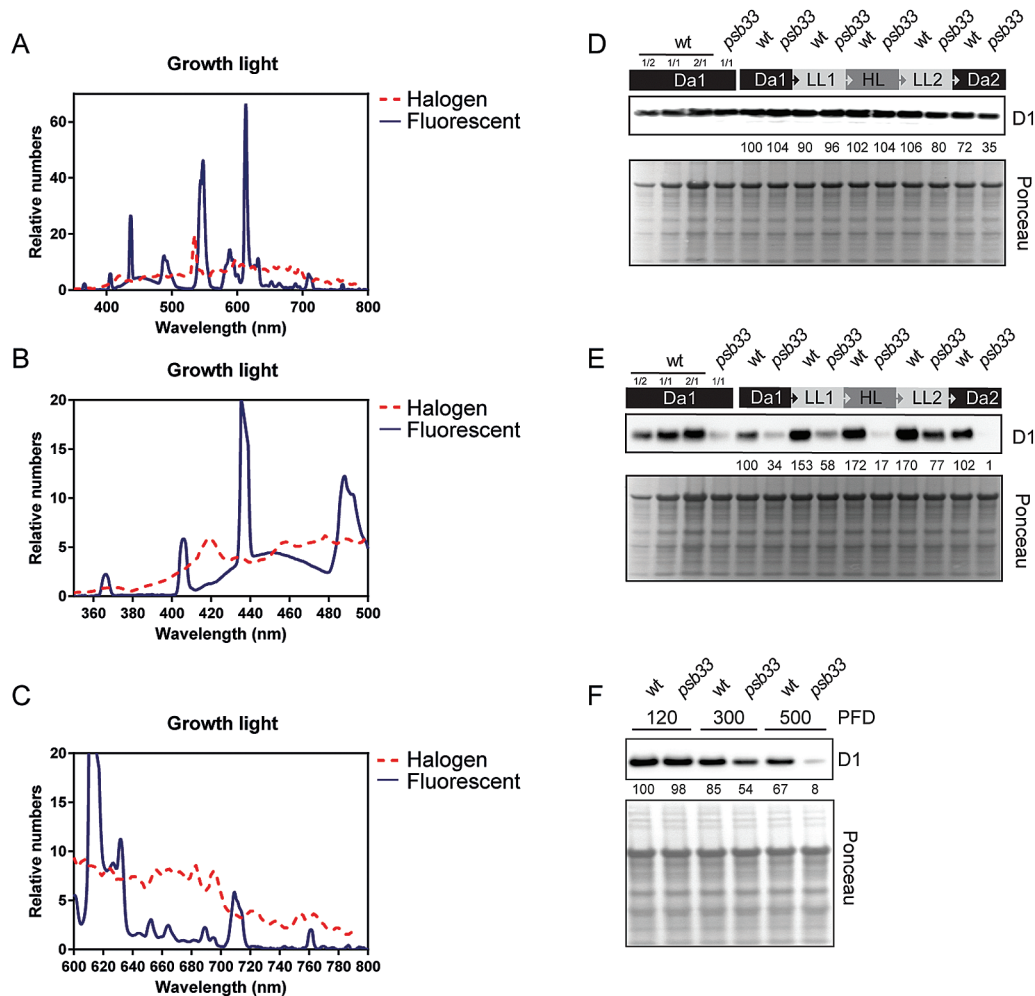 A
Growth light
Relative numbers
60
40
20
0
400 500 600 700 800
Wavelength (nm)
Halogen
Fluorescent
B
Growth light
Relative numbers
20
15
10
5
0
360 380 400 420 440 460 480 500
Wavelength (nm)
Halogen
Fluorescent
C
Growth light
Relative numbers
20
15
10
5
0
600 620 640 660 680 700 720 740 760 780 800
Wavelength (nm)
Halogen
Fluorescent
D
wt psb33 wt psb33 wt psb33 wt psb33 wt psb33 wt psb33
1/2 1/1 2/1 1/1
Da1 Da1 LL1 HL LL2 Da2
D1
100 104 90 96 102 104 106 80 72 35
Ponceau
E
wt psb33 wt psb33 wt psb33 wt psb33 wt psb33 wt psb33
1/2 1/1 2/1 1/1
Da1 Da1 LL1 HL LL2 Da2
D1
100 34 153 58 172 17 170 77 102 1
Ponceau
F
wt psb33 wt psb33 wt psb33
120 300 500 PFD
D1
100 98 85 54 67 8
Ponceau